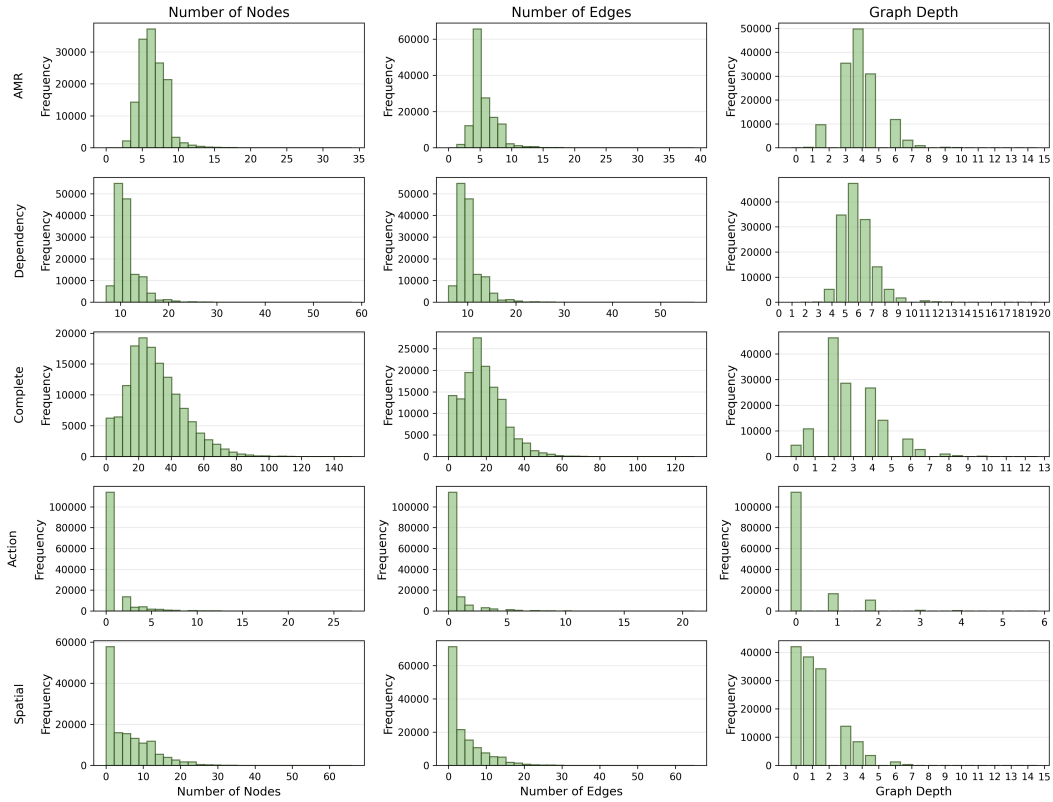 Number of Nodes
Number of Edges
Graph Depth
AMR
Frequency
30000
20000
10000
0
0 5 10 15 20 25 30 35
Frequency
60000
40000
20000
0
0 5 10 15 20 25 30 35 40
Frequency
50000
40000
30000
20000
10000
0
0 1 2 3 4 5 6 7 8 9 10 11 12 13 14 15
Dependency
Frequency
50000
40000
30000
20000
10000
0
10 20 30 40 50 60
Frequency
50000
40000
30000
20000
10000
0
10 20 30 40 50
Frequency
40000
30000
20000
10000
0
0 1 2 3 4 5 6 7 8 9 10 11 12 13 14 15 16 17 18 19 20
Complete
Frequency
20000
15000
10000
5000
0
0 20 40 60 80 100 120 140
Frequency
25000
20000
15000
10000
5000
0
0 20 40 60 80 100 120
Frequency
40000
30000
20000
10000
0
0 1 2 3 4 5 6 7 8 9 10 11 12 13
Action
Frequency
100000
80000
60000
40000
20000
0
0 5 10 15 20 25
Frequency
100000
80000
60000
40000
20000
0
0 5 10 15 20
Frequency
100000
80000
60000
40000
20000
0
0 1 2 3 4 5 6
Spatial
Frequency
60000
40000
20000
0
0 10 20 30 40 50 60
Number of Nodes
Frequency
60000
40000
20000
0
0 10 20 30 40 50 60
Number of Edges
Frequency
40000
30000
20000
10000
0
0 1 2 3 4 5 6 7 8 9 10 11 12 13 14 15
Graph Depth